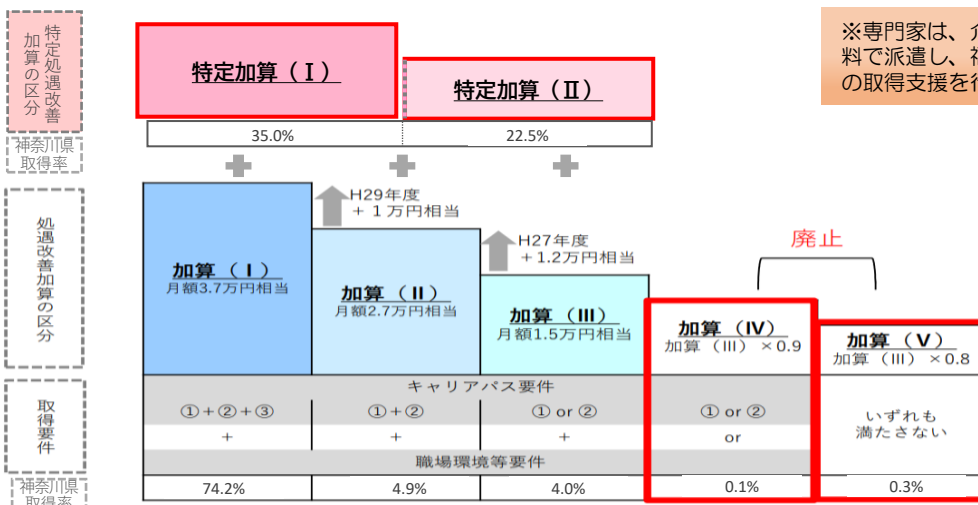 特定処遇改善
加算の区分
特定加算（Ⅰ）
特定加算（Ⅱ）
※専門家は、
料で派遣し、
の取得支援を
神奈川県
取得率
35.0%
22.5%
H29年度
+ 1万円相当
H27年度
+1.2万円相当
廃止
処遇改善加算の区分
加算（Ⅰ）
月額3.7万円相当
加算（Ⅱ）
月額2.7万円相当
加算（Ⅲ）
月額1.5万円相当
加算（Ⅳ）
加算（Ⅲ）×0.9
加算（Ⅴ）
加算（Ⅲ）×0.8
取得要件
キャリアパス要件
①+②+③
①+②
① or ②
① or ②
いずれも
満たさない
+
+
+
or
職場環境等要件
神奈川県
取得率
74.2%
4.9%
4.0%
0.1%
0.3%